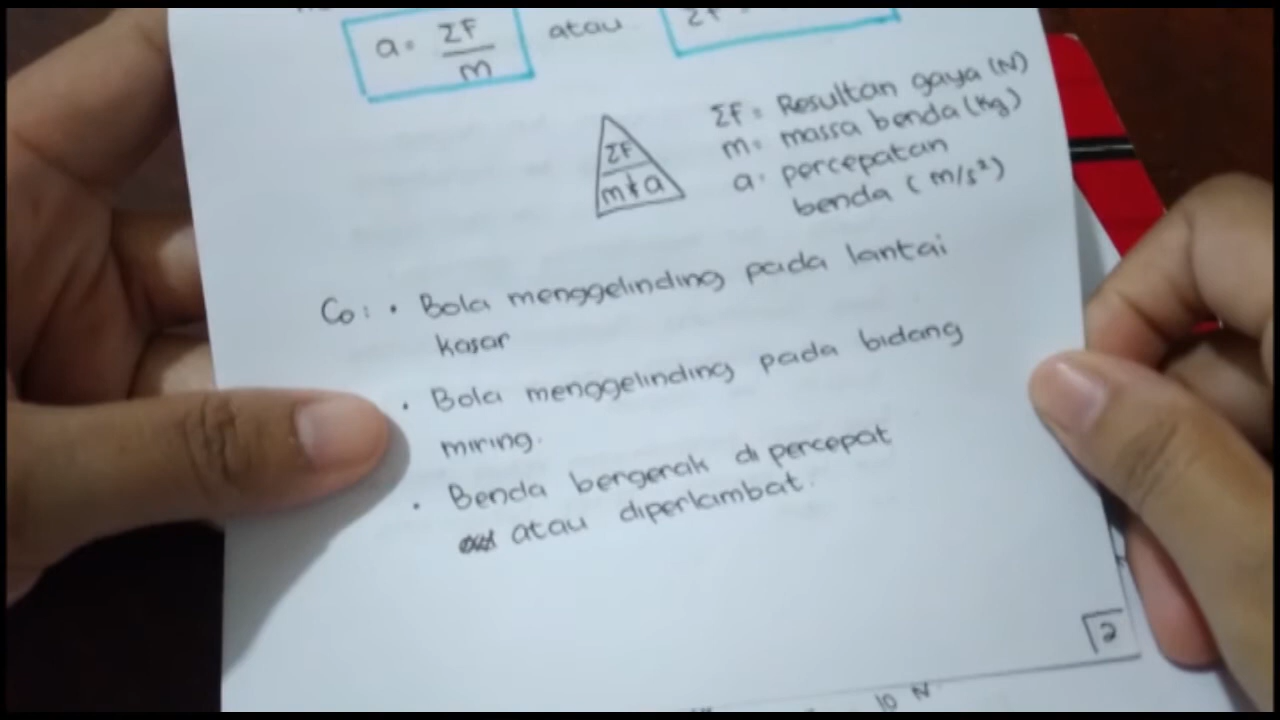 a = ΣF
m
atau
ΣF
ΣF = Resultan gaya (N)
m = massa benda (kg)
a = percepatan
benda (m/s²)
ΣF
m * a
Co : • Bola menggelinding pada lantai
kasar
• Bola menggelinding pada bidang
miring.
• Benda bergerak di percepat
atau diperlambat.
2
10 N